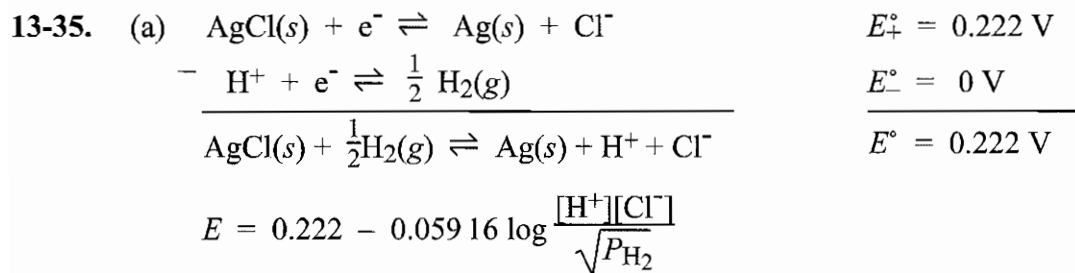 13-35. (a) AgCl(s) + e⁻ ⇌ Ag(s) + Cl⁻ E°₊ = 0.222 V
− H⁺ + e⁻ ⇌ 1/2 H₂(g) E°₋ = 0 V
AgCl(s) + 1/2H₂(g) ⇌ Ag(s) + H⁺ + Cl⁻ E° = 0.222 V
E = 0.222 − 0.059 16 log [H⁺][Cl⁻] / √P_H₂